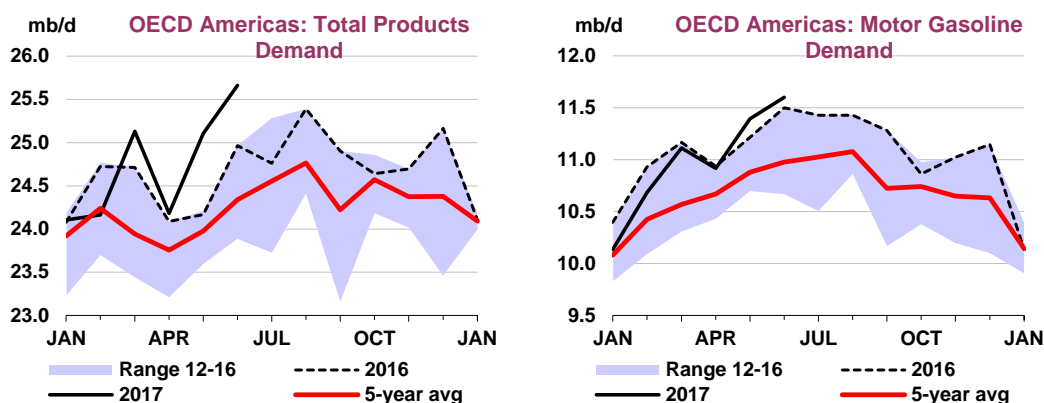 OECD Americas: Total Products
Demand
mb/d
26.0
25.5
25.0
24.5
24.0
23.5
23.0
JAN APR JUL OCT JAN
Range 12-16 2016
2017 5-year avg
OECD Americas: Motor Gasoline
Demand
mb/d
12.0
11.5
11.0
10.5
10.0
9.5
JAN APR JUL OCT JAN
Range 12-16 2016
2017 5-year avg